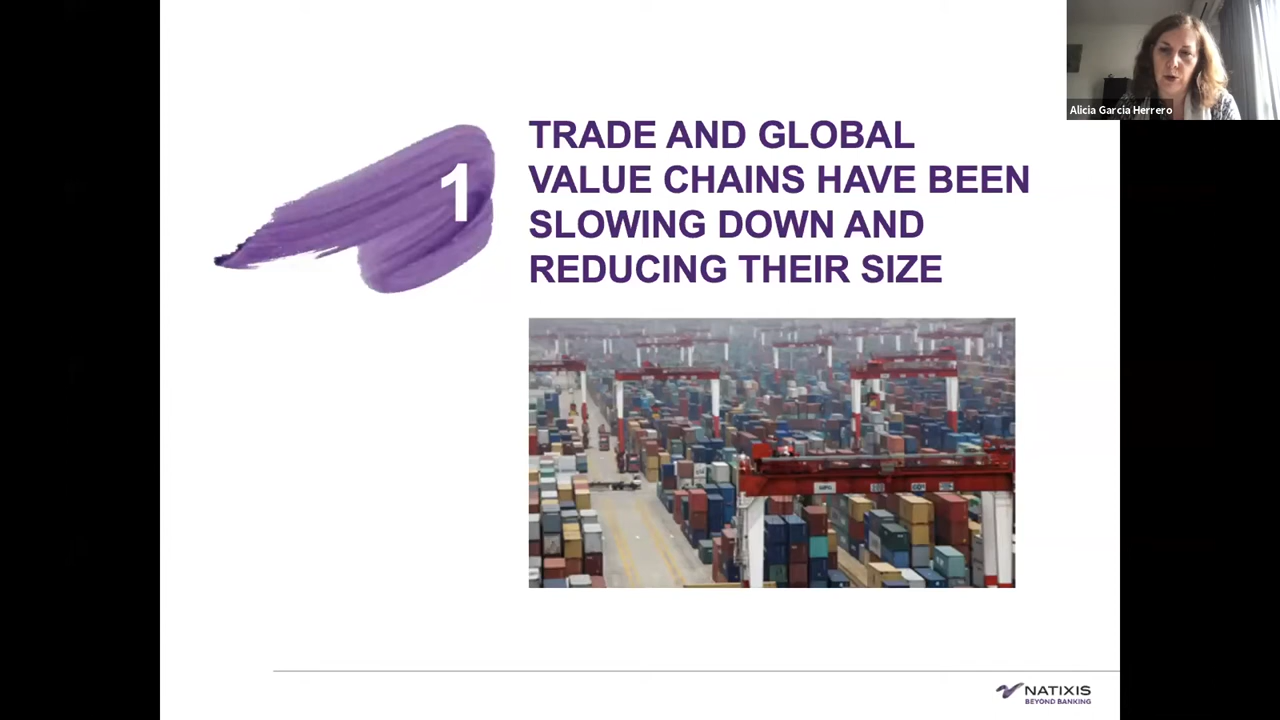 Alicia Garcia Herrero
1
TRADE AND GLOBAL
VALUE CHAINS HAVE BEEN
SLOWING DOWN AND
REDUCING THEIR SIZE
NATIXIS
BEYOND BANKING